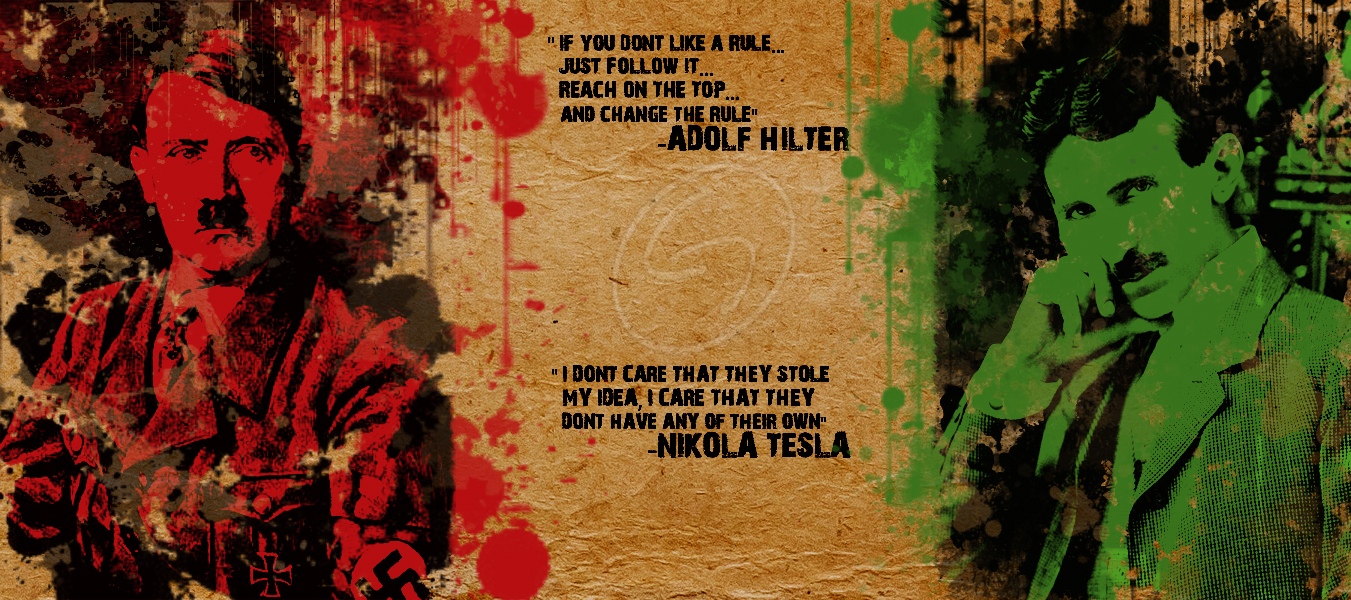 " IF YOU DONT LIKE A RULE...
JUST FOLLOW IT...
REACH ON THE TOP...
AND CHANGE THE RULE"
-ADOLF HILTER
" I DONT CARE THAT THEY STOLE
MY IDEA, I CARE THAT THEY
DONT HAVE ANY OF THEIR OWN"
-NIKOLA TESLA